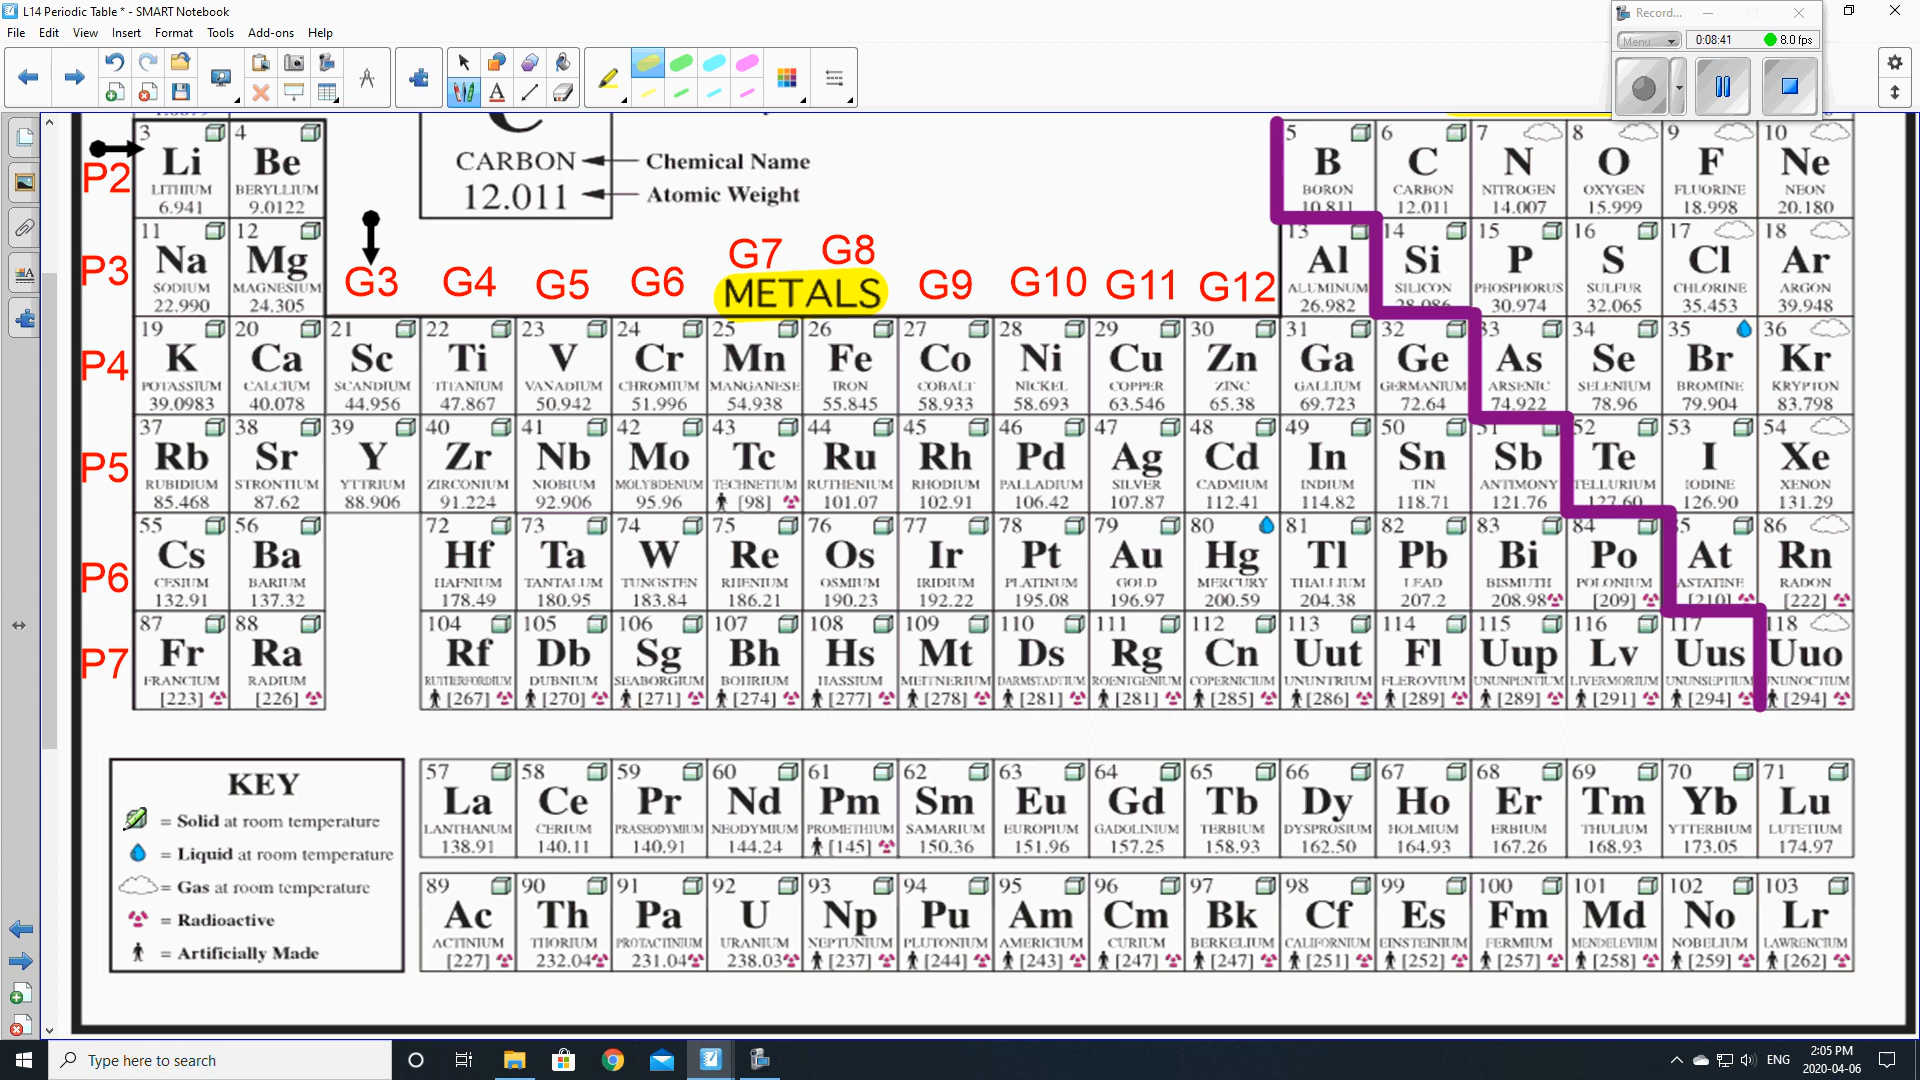 L14 Periodic Table * - SMART Notebook
Record...
File Edit View Insert Format Tools Add-ons Help
Menu 0:08:41 8.0 fps
CARBON Chemical Name
12.011 Atomic Weight
P2 3 Li LITHIUM 6.941
4 Be BERYLLIUM 9.0122
5 B BORON 10.811
6 C CARBON 12.011
7 N NITROGEN 14.007
8 O OXYGEN 15.999
9 F FLUORINE 18.998
10 Ne NEON 20.180
P3 11 Na SODIUM 22.990
12 Mg MAGNESIUM 24.305
G3 G4 G5 G6 G7 G8 G9 G10 G11 G12
METALS
13 Al ALUMINUM 26.982
14 Si SILICON 28.086
15 P PHOSPHORUS 30.974
16 S SULFUR 32.065
17 Cl CHLORINE 35.453
18 Ar ARGON 39.948
P4 19 K POTASSIUM 39.0983
20 Ca CALCIUM 40.078
21 Sc SCANDIUM 44.956
22 Ti TITANIUM 47.867
23 V VANADIUM 50.942
24 Cr CHROMIUM 51.996
25 Mn MANGANESE 54.938
26 Fe IRON 55.845
27 Co COBALT 58.933
28 Ni NICKEL 58.693
29 Cu COPPER 63.546
30 Zn ZINC 65.38
31 Ga GALLIUM 69.723
32 Ge GERMANIUM 72.64
33 As ARSENIC 74.922
34 Se SELENIUM 78.96
35 Br BROMINE 79.904
36 Kr KRYPTON 83.798
P5 37 Rb RUBIDIUM 85.468
38 Sr STRONTIUM 87.62
39 Y YTTRIUM 88.906
40 Zr ZIRCONIUM 91.224
41 Nb NIOBIUM 92.906
42 Mo MOLYBDENUM 95.96
43 Tc TECHNETIUM [98]
44 Ru RUTHENIUM 101.07
45 Rh RHODIUM 102.91
46 Pd PALLADIUM 106.42
47 Ag SILVER 107.87
48 Cd CADMIUM 112.41
49 In INDIUM 114.82
50 Sn TIN 118.71
51 Sb ANTIMONY 121.76
52 Te TELLURIUM 127.60
53 I IODINE 126.90
54 Xe XENON 131.29
P6 55 Cs CESIUM 132.91
56 Ba BARIUM 137.32
72 Hf HAFNIUM 178.49
73 Ta TANTALUM 180.95
74 W TUNGSTEN 183.84
75 Re RHENIUM 186.21
76 Os OSMIUM 190.23
77 Ir IRIDIUM 192.22
78 Pt PLATINUM 195.08
79 Au GOLD 196.97
80 Hg MERCURY 200.59
81 Tl THALLIUM 204.38
82 Pb LEAD 207.2
83 Bi BISMUTH 208.98
84 Po POLONIUM [209]
85 At ASTATINE [210]
86 Rn RADON [222]
P7 87 Fr FRANCIUM [223]
88 Ra RADIUM [226]
104 Rf RUTHERFORDIUM [267]
105 Db DUBNIUM [270]
106 Sg SEABORGIUM [271]
107 Bh BOHRIUM [274]
108 Hs HASSIUM [277]
109 Mt MEITNERIUM [278]
110 Ds DARMSTADTIUM [281]
111 Rg ROENTGENIUM [281]
112 Cn COPERNICIUM [285]
113 Uut UNUNTRIUM [286]
114 Fl FLEROVIUM [289]
115 Uup UNUNPENTIUM [289]
116 Lv LIVERMORIUM [291]
117 Uus UNUNSEPTIUM [294]
118 Uuo UNUNOCTIUM [294]
KEY
= Solid at room temperature
= Liquid at room temperature
= Gas at room temperature
= Radioactive
= Artificially Made
57 La LANTHANUM 138.91
58 Ce CERIUM 140.11
59 Pr PRASEODYMIUM 140.91
60 Nd NEODYMIUM 144.24
61 Pm PROMETHIUM [145]
62 Sm SAMARIUM 150.36
63 Eu EUROPIUM 151.96
64 Gd GADOLINIUM 157.25
65 Tb TERBIUM 158.93
66 Dy DYSPROSIUM 162.50
67 Ho HOLMIUM 164.93
68 Er ERBIUM 167.26
69 Tm THULIUM 168.93
70 Yb YTTERBIUM 173.05
71 Lu LUTETIUM 174.97
89 Ac ACTINIUM [227]
90 Th THORIUM 232.04
91 Pa PROTACTINIUM 231.04
92 U URANIUM 238.03
93 Np NEPTUNIUM [237]
94 Pu PLUTONIUM [244]
95 Am AMERICIUM [243]
96 Cm CURIUM [247]
97 Bk BERKELIUM [247]
98 Cf CALIFORNIUM [251]
99 Es EINSTEINIUM [252]
100 Fm FERMIUM [257]
101 Md MENDELEVIUM [258]
102 No NOBELIUM [259]
103 Lr LAWRENCIUM [262]
Type here to search
ENG 2:05 PM
2020-04-06